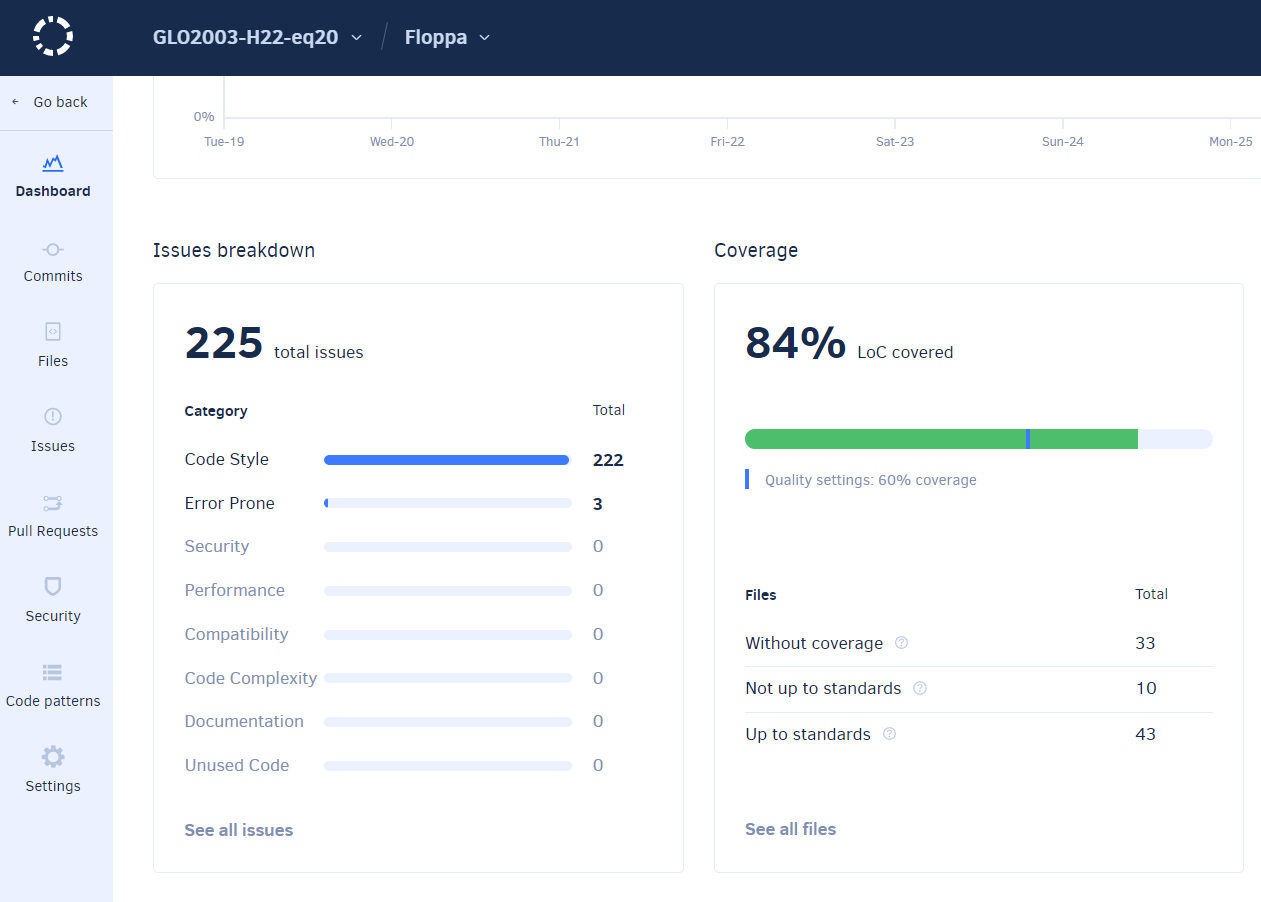 GLO2003-H22-eq20 / Floppa
Go back
Dashboard
Commits
Files
Issues
Pull Requests
Security
Code patterns
Settings
0%
Tue-19 Wed-20 Thu-21 Fri-22 Sat-23 Sun-24 Mon-25
Issues breakdown
225 total issues
Category Total
Code Style 222
Error Prone 3
Security 0
Performance 0
Compatibility 0
Code Complexity 0
Documentation 0
Unused Code 0
See all issues
Coverage
84% LoC covered
Quality settings: 60% coverage
Files Total
Without coverage ? 33
Not up to standards ? 10
Up to standards ? 43
See all files